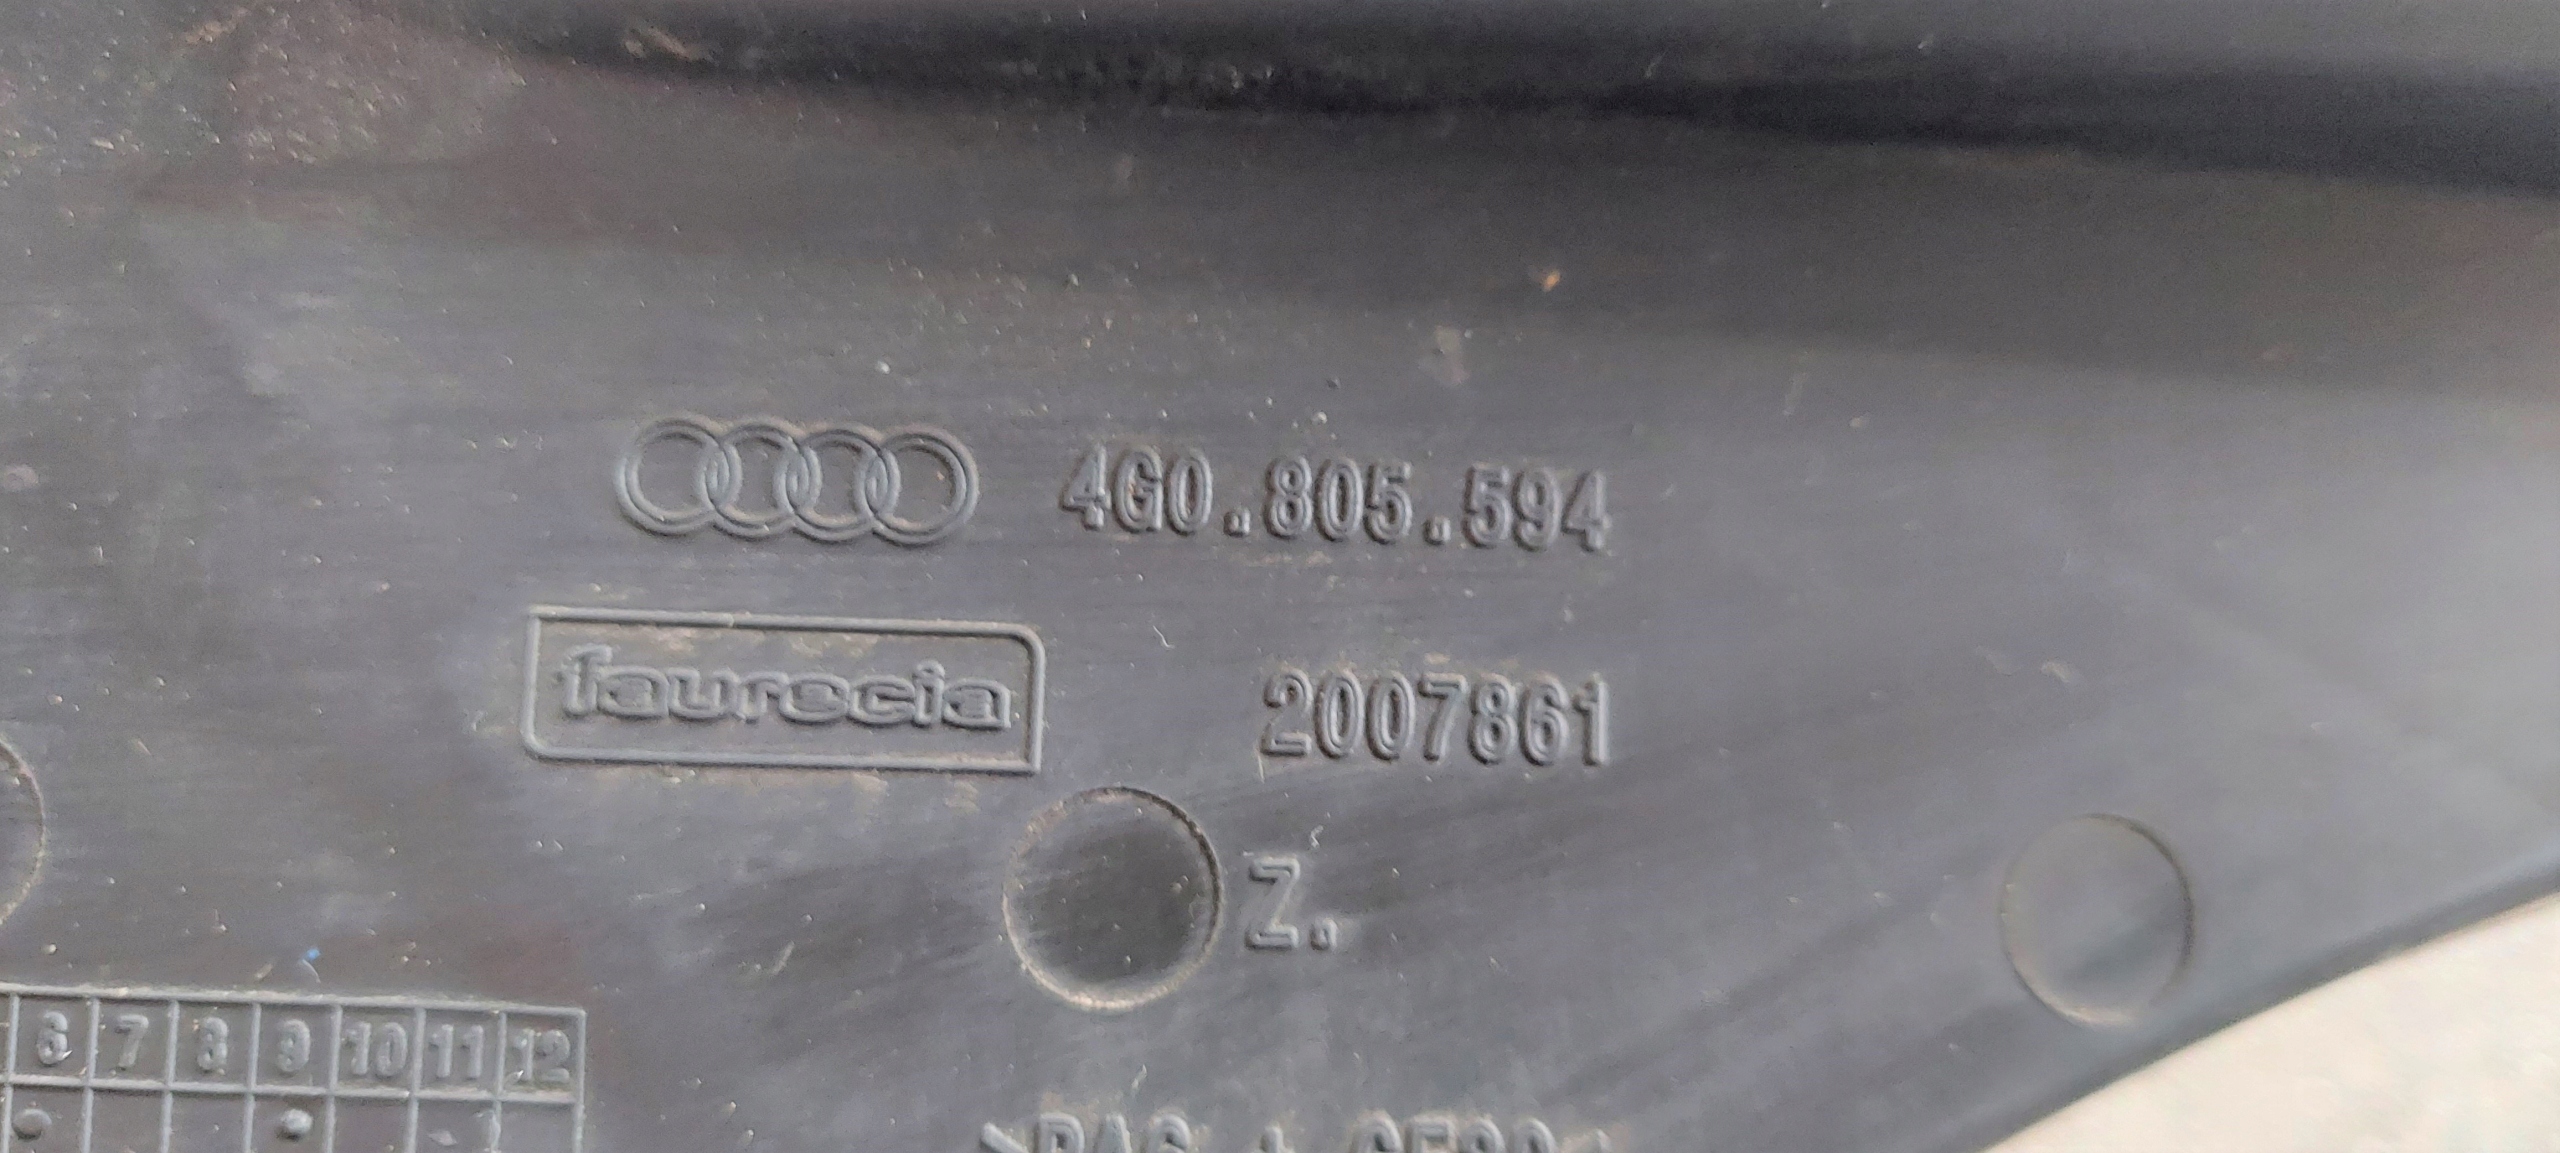 4G0.805.594
faurecia
2007861
Z.
6 7 8 9 10 11 12